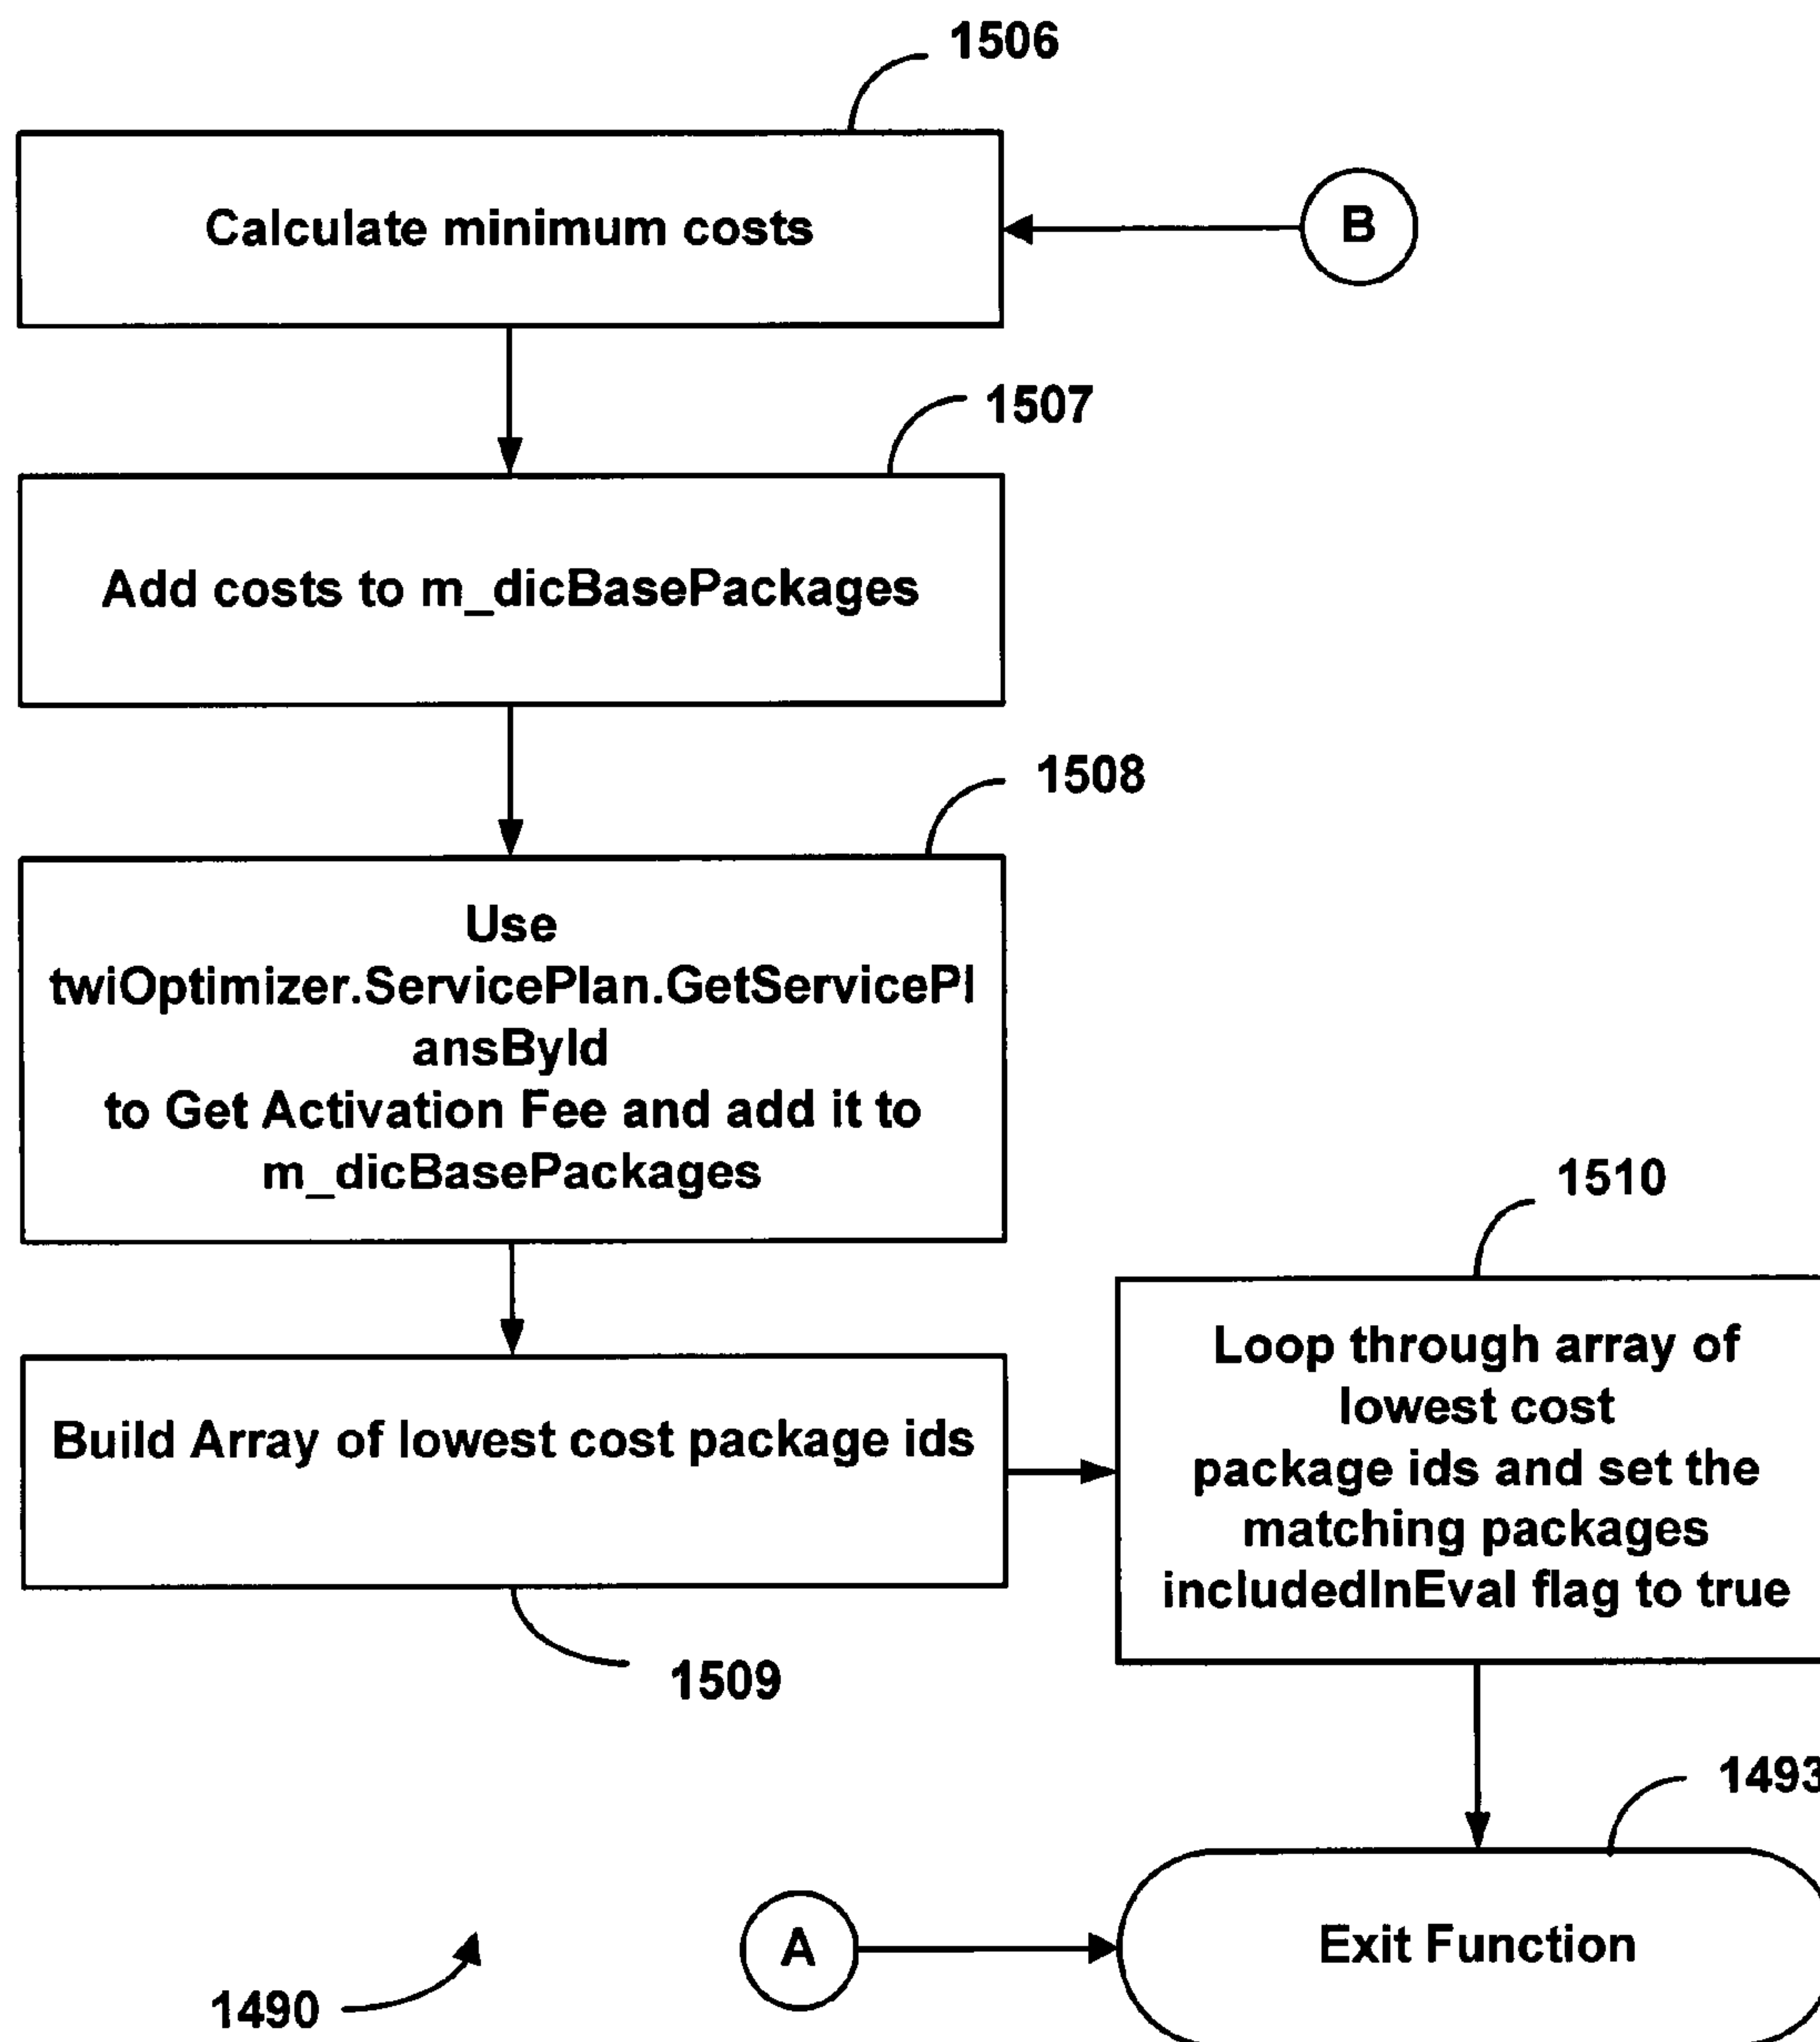 1506
Calculate minimum costs
B
1507
Add costs to m_dicBasePackages
1508
Use
twiOptimizer.ServicePlan.GetServicePl
ansById
to Get Activation Fee and add it to
m_dicBasePackages
1510
Loop through array of
lowest cost
package ids and set the
matching packages
includedInEval flag to true
Build Array of lowest cost package ids
1509
1493
A
Exit Function
1490